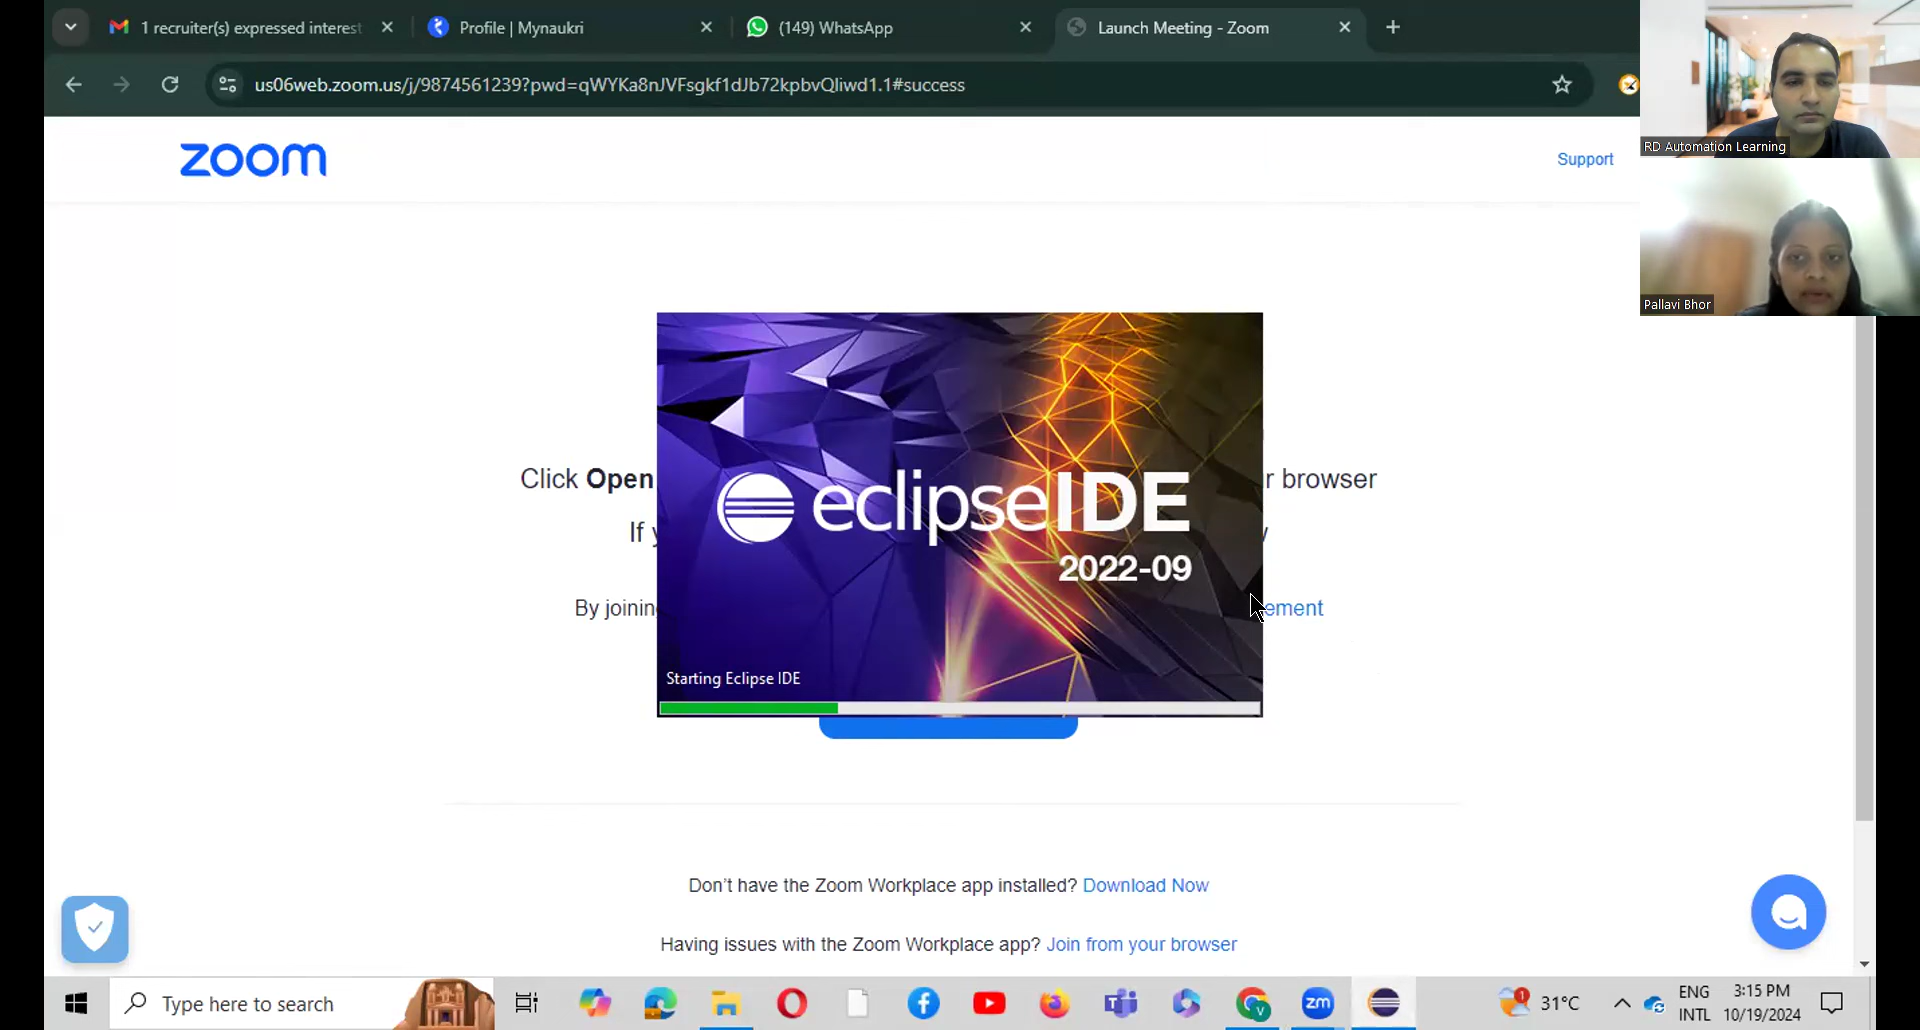 1 recruiter(s) expressed interest
Profile | Mynaukri
(149) WhatsApp
Launch Meeting - Zoom
us06web.zoom.us/j/9874561239?pwd=qWYKa8nJVFsgkf1dJb72kpbvQliwd1.1#success
RD Automation Learning
zoom
Support
Pallavi Bhor
Click Open
r browser
If y
eclipseIDE
2022-09
By joinin
ement
Starting Eclipse IDE
Don’t have the Zoom Workplace app installed? Download Now
Having issues with the Zoom Workplace app? Join from your browser
Type here to search
zm
V
1
31°C
ENG
INTL
3:15 PM
10/19/2024